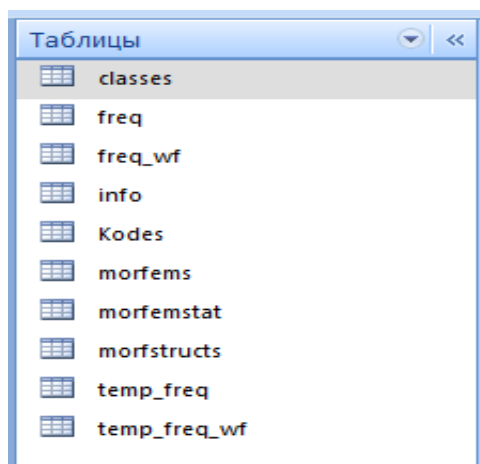 Таблицы
classes
freq
freq_wf
info
Kodes
morfems
morfemstat
morfstructs
temp_freq
temp_freq_wf